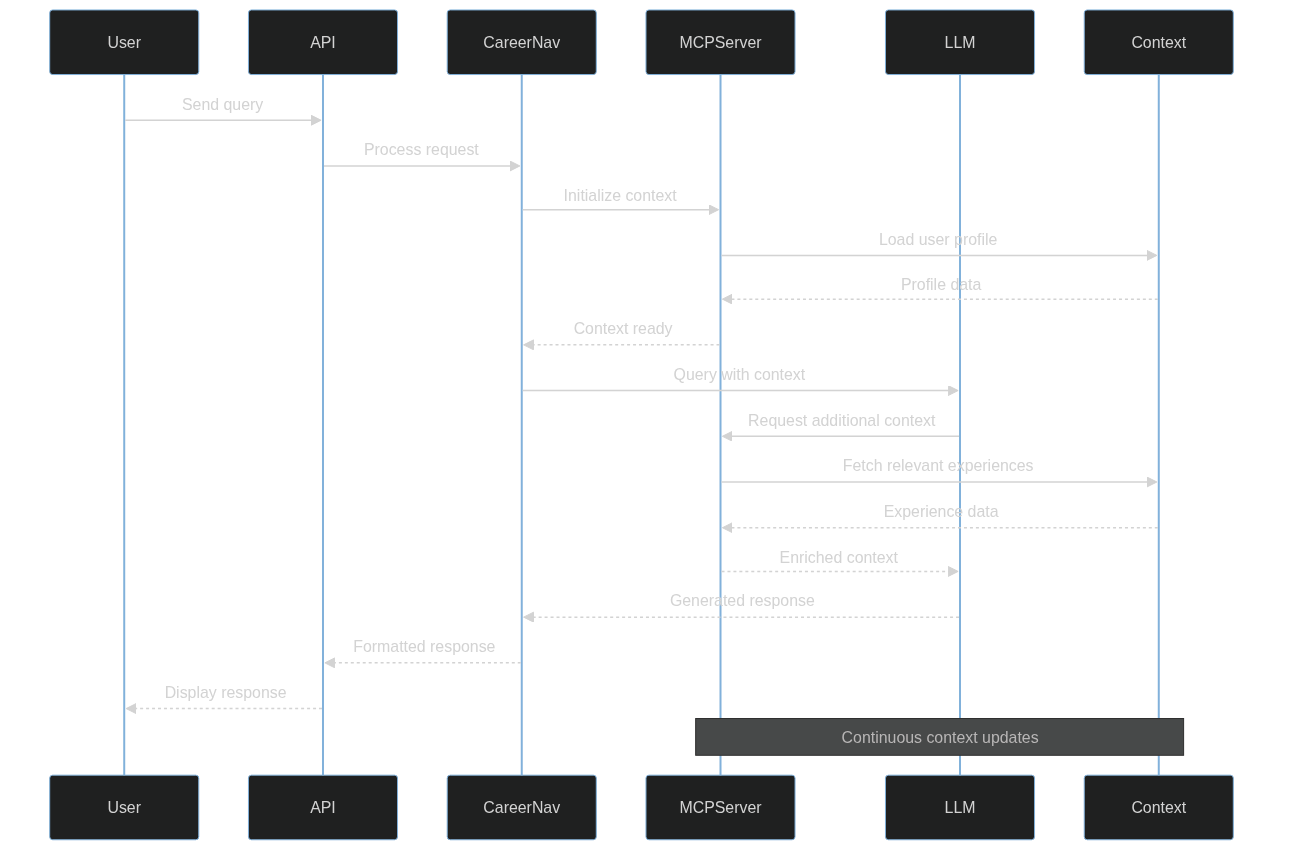 User
API
CareerNav
MCPServer
LLM
Context
Send query
Process request
Initialize context
Load user profile
Profile data
Context ready
Query with context
Request additional context
Fetch relevant experiences
Experience data
Enriched context
Generated response
Formatted response
Display response
Continuous context updates
User
API
CareerNav
MCPServer
LLM
Context